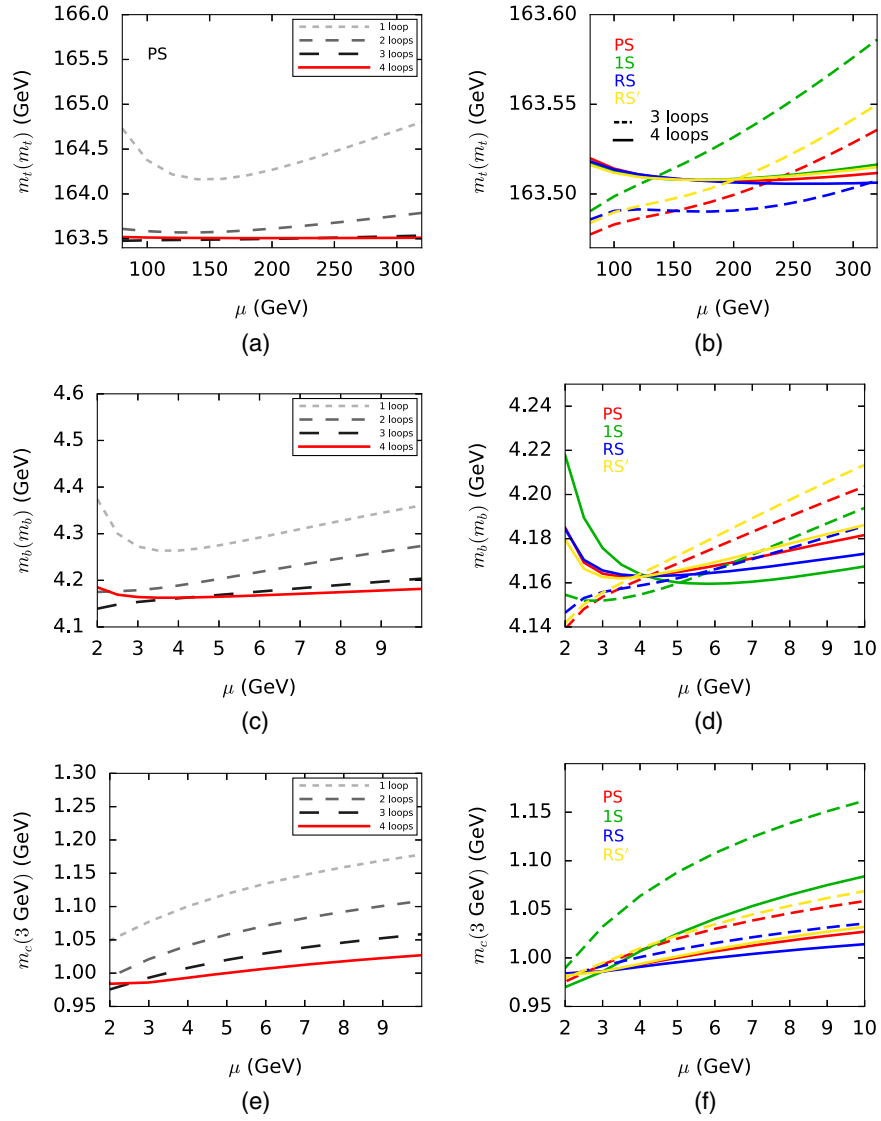 166.0
165.5
165.0
164.5
164.0
163.5
m_t(m_t) (GeV)
PS
1 loop
2 loops
3 loops
4 loops
100 150 200 250 300
μ (GeV)
(a)
163.60
163.55
163.50
m_t(m_t) (GeV)
PS
1S
RS
RS'
3 loops
4 loops
100 150 200 250 300
μ (GeV)
(b)
4.6
4.5
4.4
4.3
4.2
4.1
m_b(m_b) (GeV)
1 loop
2 loops
3 loops
4 loops
2 3 4 5 6 7 8 9
μ (GeV)
(c)
4.24
4.22
4.20
4.18
4.16
4.14
m_b(m_b) (GeV)
PS
1S
RS
RS'
2 3 4 5 6 7 8 9 10
μ (GeV)
(d)
1.30
1.25
1.20
1.15
1.10
1.05
1.00
0.95
m_c(3 GeV) (GeV)
1 loop
2 loops
3 loops
4 loops
2 3 4 5 6 7 8 9
μ (GeV)
(e)
1.15
1.10
1.05
1.00
0.95
m_c(3 GeV) (GeV)
PS
1S
RS
RS'
2 3 4 5 6 7 8 9 10
μ (GeV)
(f)